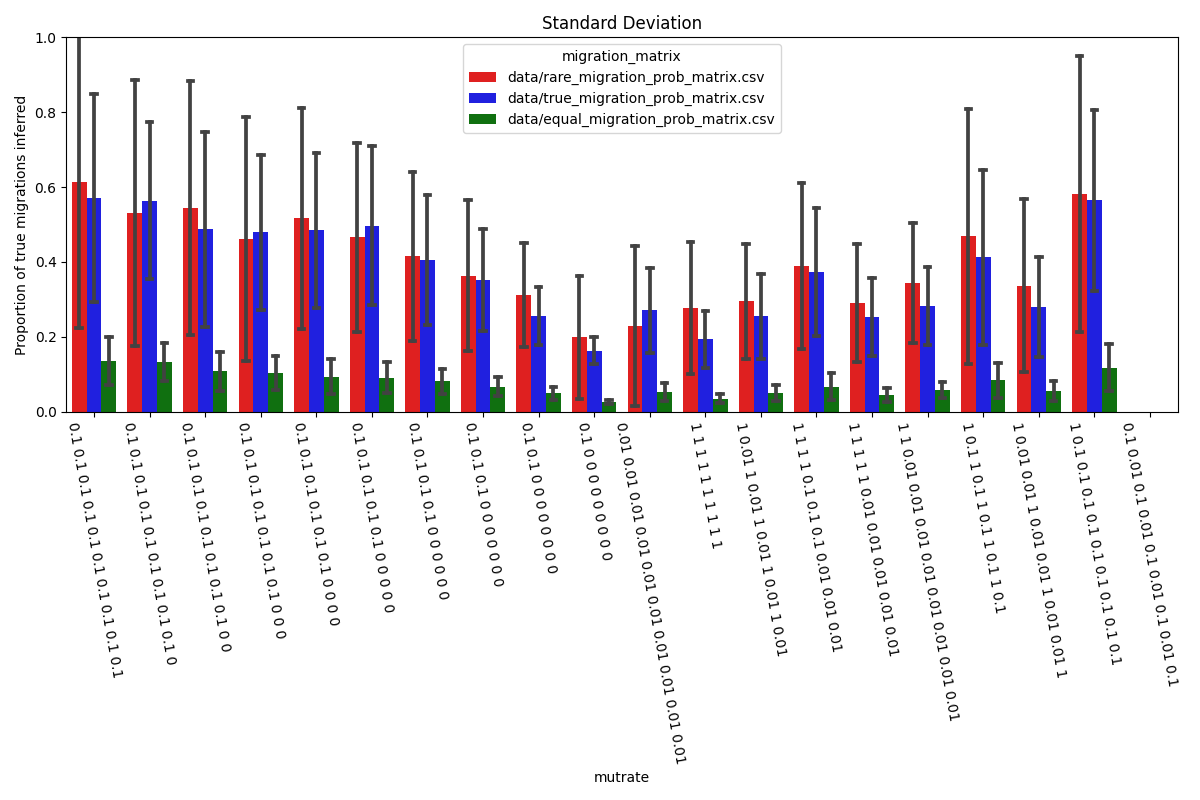 Standard Deviation
migration_matrix
data/rare_migration_prob_matrix.csv
data/true_migration_prob_matrix.csv
data/equal_migration_prob_matrix.csv
Proportion of true migrations inferred
1.0
0.8
0.6
0.4
0.2
0.0
0.1 0.1 0.1 0.1 0.1 0.1 0.1 0.1 0.1 0.1
0.1 0.1 0.1 0.1 0.1 0.1 0.1 0.1 0.1 0
0.1 0.1 0.1 0.1 0.1 0.1 0.1 0.1 0 0
0.1 0.1 0.1 0.1 0.1 0.1 0.1 0 0 0
0.1 0.1 0.1 0.1 0.1 0.1 0 0 0 0
0.1 0.1 0.1 0.1 0.1 0 0 0 0 0
0.1 0.1 0.1 0.1 0 0 0 0 0 0
0.1 0.1 0.1 0 0 0 0 0 0 0
0.1 0.1 0 0 0 0 0 0 0 0
0.1 0 0 0 0 0 0 0 0 0
0.01 0.01 0.01 0.01 0.01 0.01 0.01 0.01 0.01 0.01
1 1 1 1 1 1 1 1 1 1
1 0.01 1 0.01 1 0.01 1 0.01 1 0.01
1 1 1 1 0.1 0.1 0.1 0.01 0.01 0.01
1 1 1 1 1 0.01 0.01 0.01 0.01 0.01
1 1 0.01 0.01 0.01 0.01 0.01 0.01 0.01 0.01
1 0.1 1 0.1 1 0.1 1 0.1 1 0.1
1 0.01 0.01 1 0.01 0.01 1 0.01 0.01 1
1 0.1 0.1 0.1 0.1 0.1 0.1 0.1 0.1 0.1
0.1 0.01 0.1 0.01 0.1 0.01 0.1 0.01 0.1
mutrate